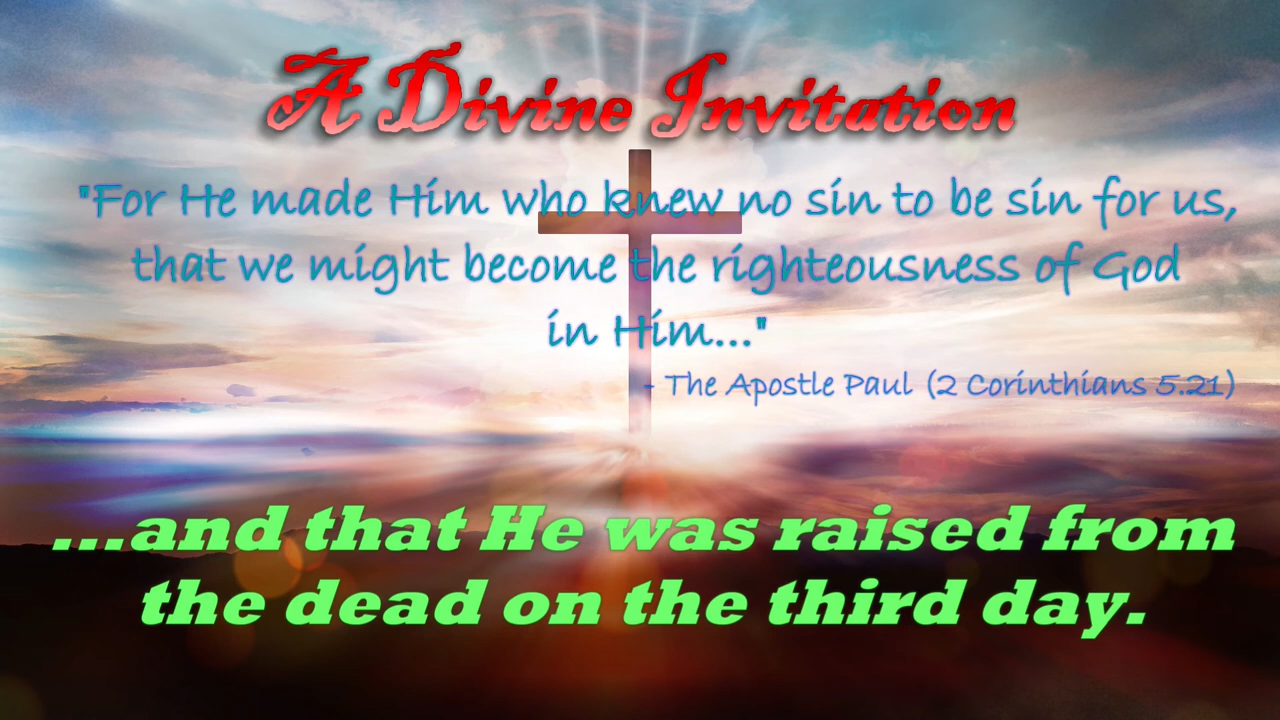 A Divine Invitation
"For He made Him who knew no sin to be sin for us,
that we might become the righteousness of God
in Him..."
- The Apostle Paul (2 Corinthians 5.21)
...and that He was raised from
the dead on the third day.